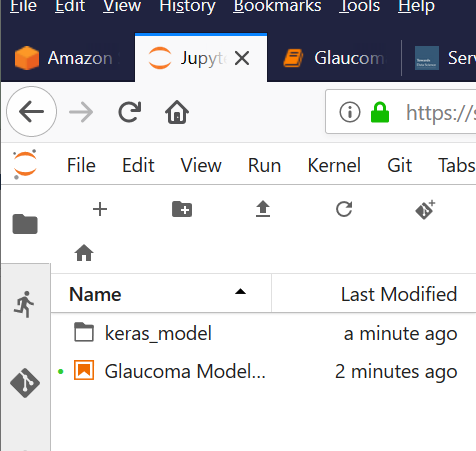 File Edit View History Bookmarks Tools Help
Amazon Jupyt Glaucom Serv
https://s
File Edit View Run Kernel Git Tabs
Name Last Modified
keras_model a minute ago
Glaucoma Model... 2 minutes ago